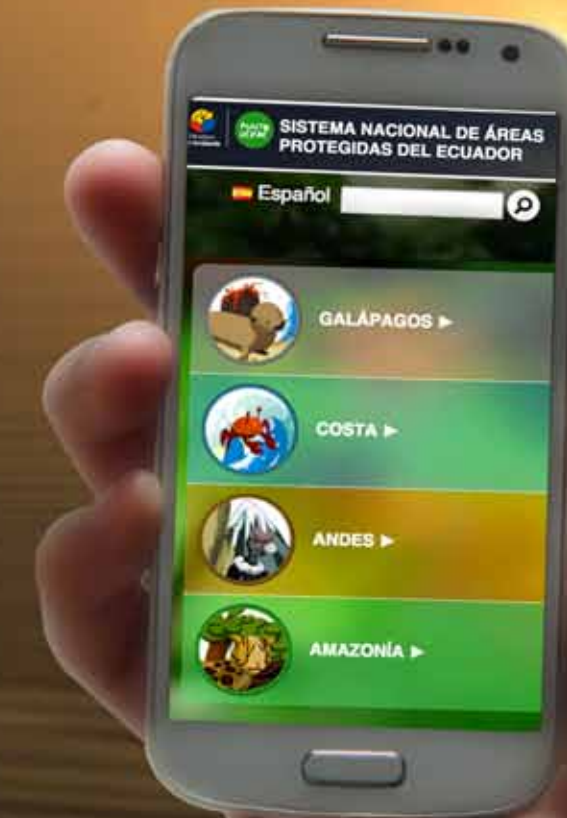 SISTEMA NACIONAL DE ÁREAS
PROTEGIDAS DEL ECUADOR
Español
GALÁPAGOS
COSTA
ANDES
AMAZONÍA